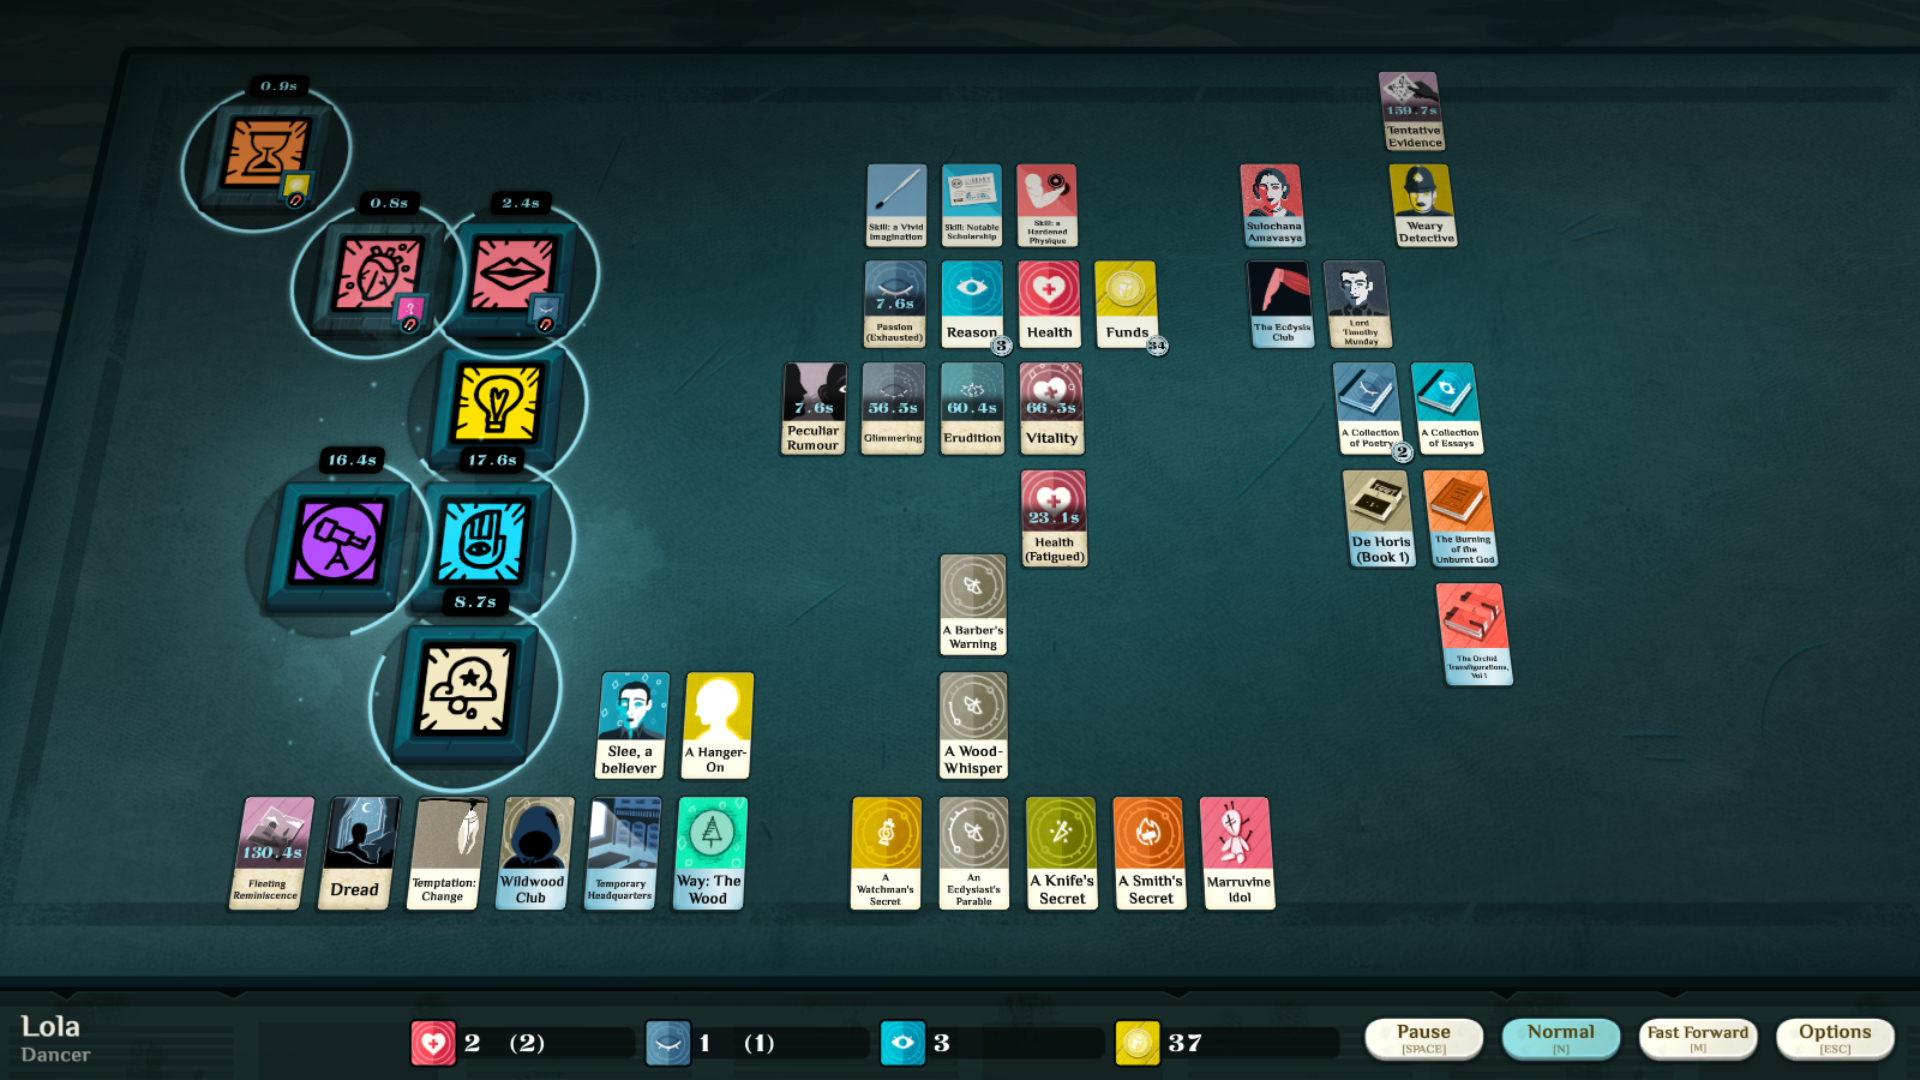 0.9s
159.7s
Tentative
Evidence
0.8s
2.4s
LIBRARY
Skill: a Vivid
Imagination
Skill: Notable
Scholarship
Skill: a
Hardened
Physique
Sulochana
Amavasya
Weary
Detective
7.6s
Passion
(Exhausted)
Reason
3
Health
Funds
34
The Ecdysis
Club
Lord
Timothy
Munday
7.6s
Peculiar
Rumour
56.5s
Glimmering
60.4s
Erudition
66.5s
Vitality
A Collection
of Poetry
2
A Collection
of Essays
16.4s
17.6s
23.1s
Health
(Fatigued)
De Horis
(Book 1)
The Burning
of the
Unburnt God
8.7s
A Barber's
Warning
The Orchid
Transfigurations,
Vol 1
Slee, a
believer
A Hanger-
On
A Wood-
Whisper
130.4s
Fleeting
Reminiscence
Dread
Temptation:
Change
Wildwood
Club
Temporary
Headquarters
Way: The
Wood
A
Watchman's
Secret
An
Ecdysiast's
Parable
A Knife's
Secret
A Smith's
Secret
Marruvine
Idol
Lola
Dancer
2 (2)
1 (1)
3
37
Pause
[SPACE]
Normal
[N]
Fast Forward
[M]
Options
[ESC]